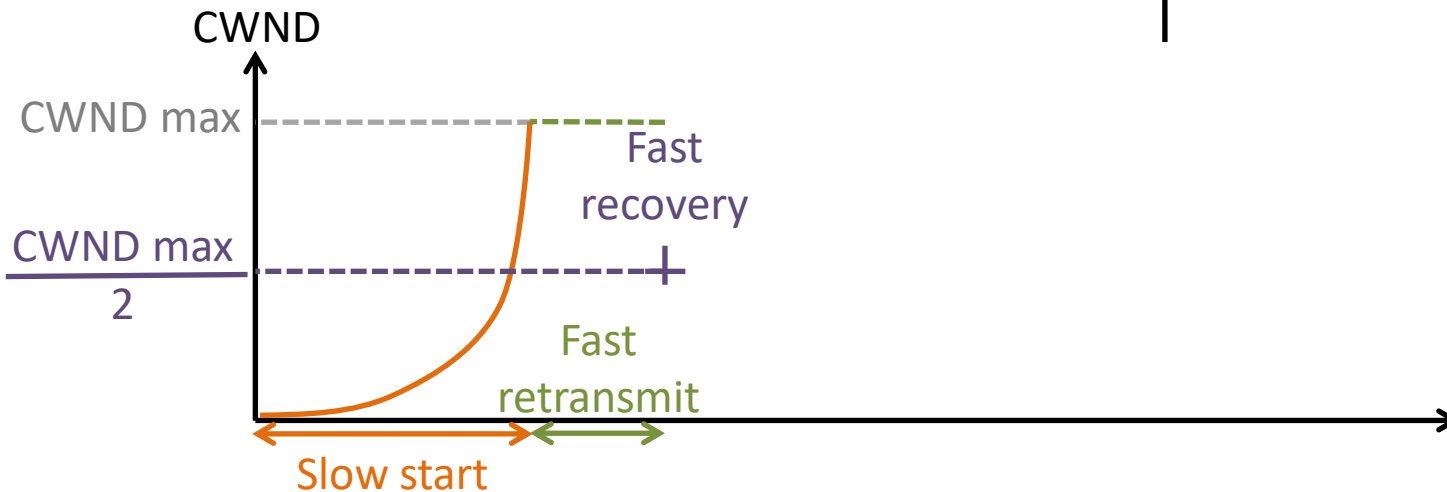 CWND
CWND max
Fast
recovery
CWND max
2
Fast
retransmit
Slow start